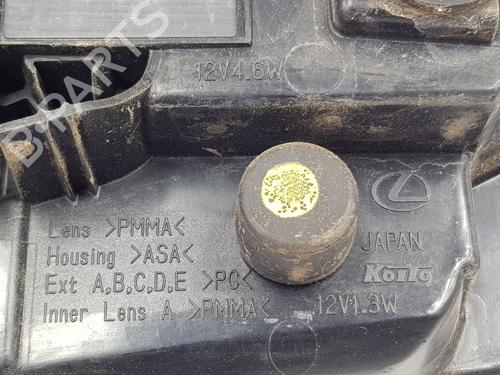 12V4.6W
B-PARTS
Lens >PMMA<
Housing >ASA<
Ext A,B,C,D,E >PC<
Inner Lens A >PMMA<
JAPAN
Koito
12V1.3W